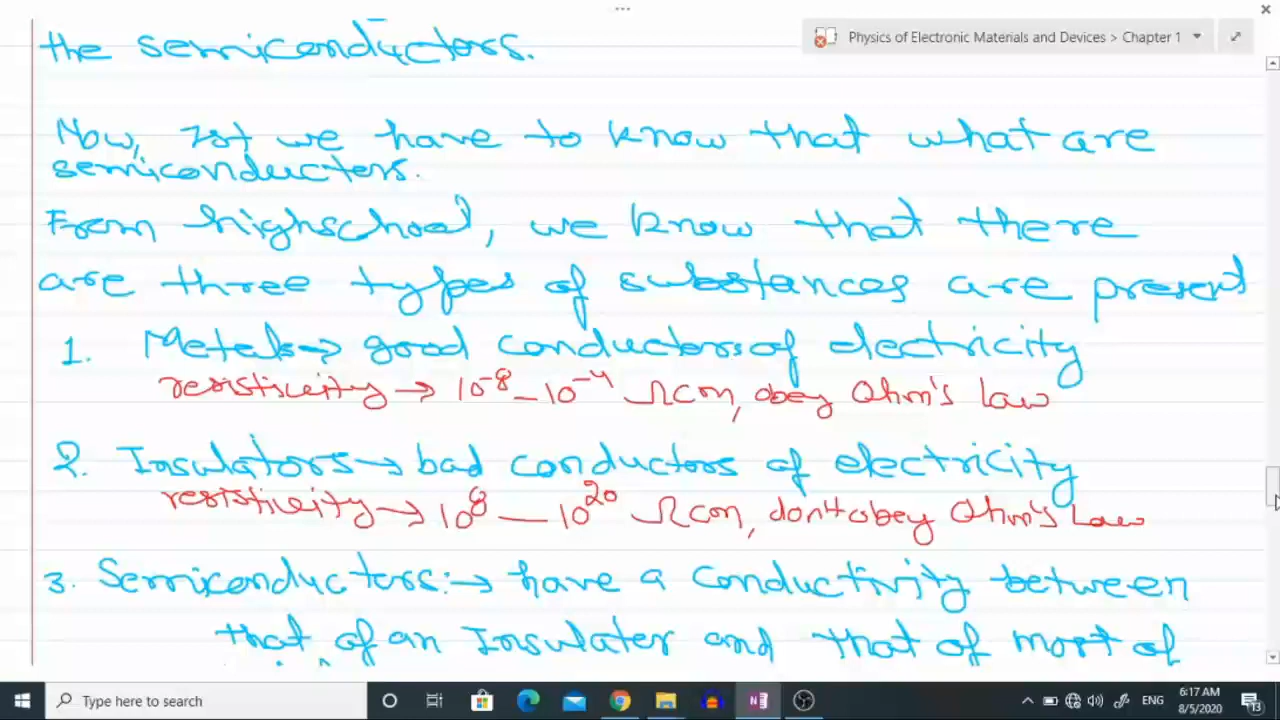 ...
Physics of Electronic Materials and Devices > Chapter 1
the semiconductors.
Now, 1st we have to know that what are
semiconductors.
From highschool, we know that there
are three types of substances are present
1. Metals → good conductors of electricity
resisticity → 10⁻⁸ – 10⁻⁴ Ωcm, obey Ohm's Law
2. Insulators → bad conductors of electricity
resisticity → 10⁸ — 10²⁰ Ωcm, don't obey Ohm's Law
3. Semiconductors: → have a conductivity between
that of an Insulater and that of most of
Type here to search
ENG
6:17 AM
8/5/2020
13